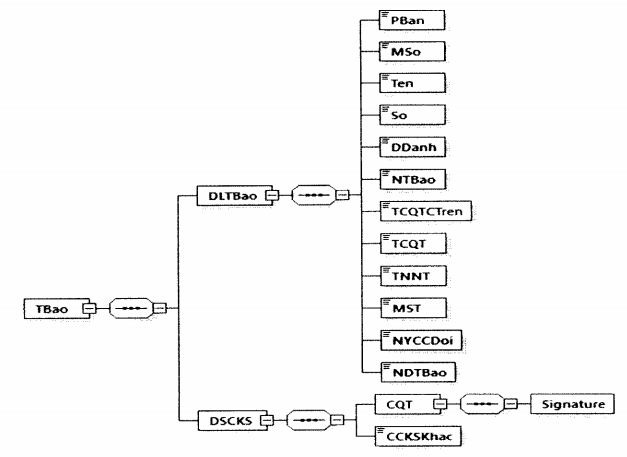 PBan
MSo
Ten
So
DDanh
NTBao
DLTBao
TCQTCTren
TCQT
TNNT
TBao
MST
NYCCDoi
NDTBao
CQT
Signature
DSCKS
CCKSKhac